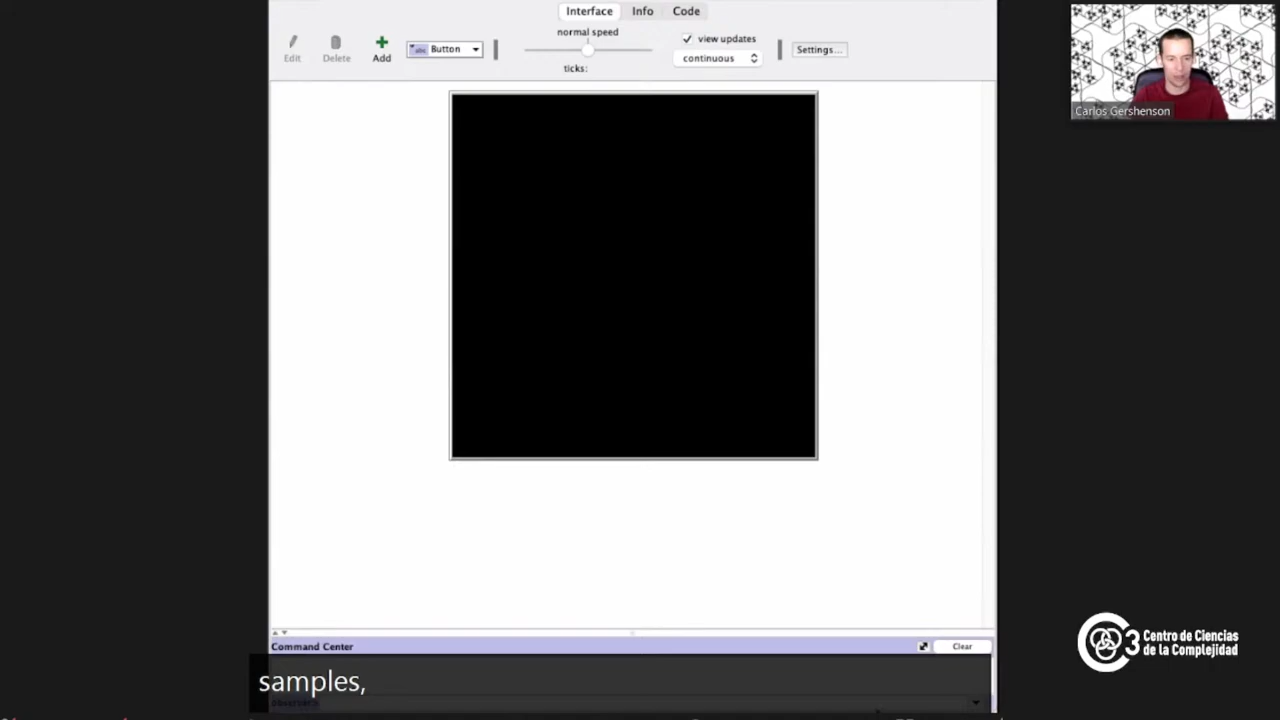 Interface Info Code
normal speed
view updates
Edit Delete Add Button
continuous
Settings...
ticks:
Carlos Gershenson
Command Center
Clear
samples,
C3 Centro de Ciencias
de la Complejidad